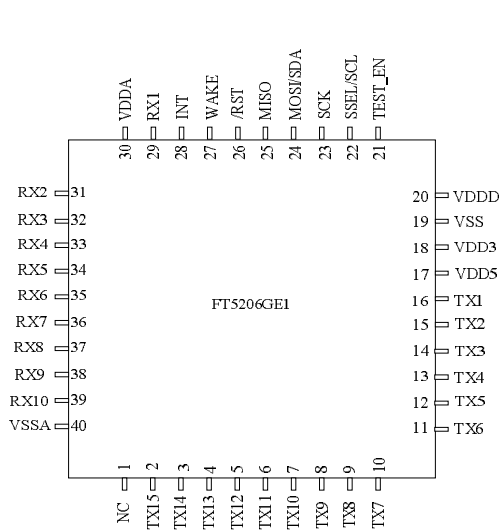 VDDA RX1 INT WAKE /RST MISO MOSI/SDA SCK SSEL/SCL TEST_EN
30 29 28 27 26 25 24 23 22 21
RX2 31
RX3 32
RX4 33
RX5 34
RX6 35
RX7 36
RX8 37
RX9 38
RX10 39
VSSA 40
FT5206GE1
20 VDDD
19 VSS
18 VDD3
17 VDD5
16 TX1
15 TX2
14 TX3
13 TX4
12 TX5
11 TX6
1 2 3 4 5 6 7 8 9 10
NC TX15 TX14 TX13 TX12 TX11 TX10 TX9 TX8 TX7